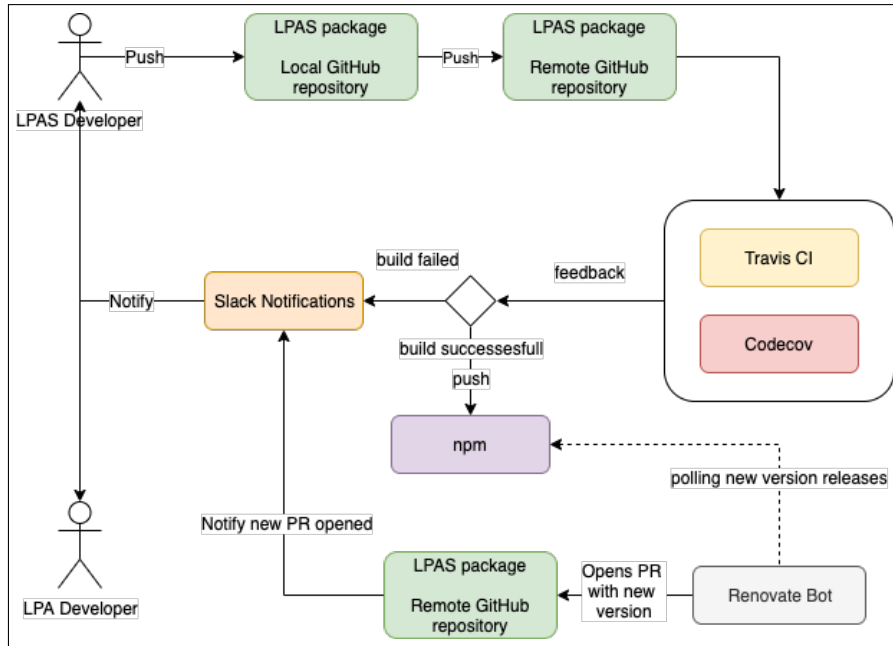 LPAS package
Local GitHub
repository
LPAS package
Remote GitHub
repository
Push
Push
LPAS Developer
Travis CI
Codecov
feedback
build failed
Slack Notifications
Notify
build successesfull
push
npm
polling new version releases
Notify new PR opened
LPAS package
Remote GitHub
repository
Opens PR
with new
version
Renovate Bot
LPA Developer